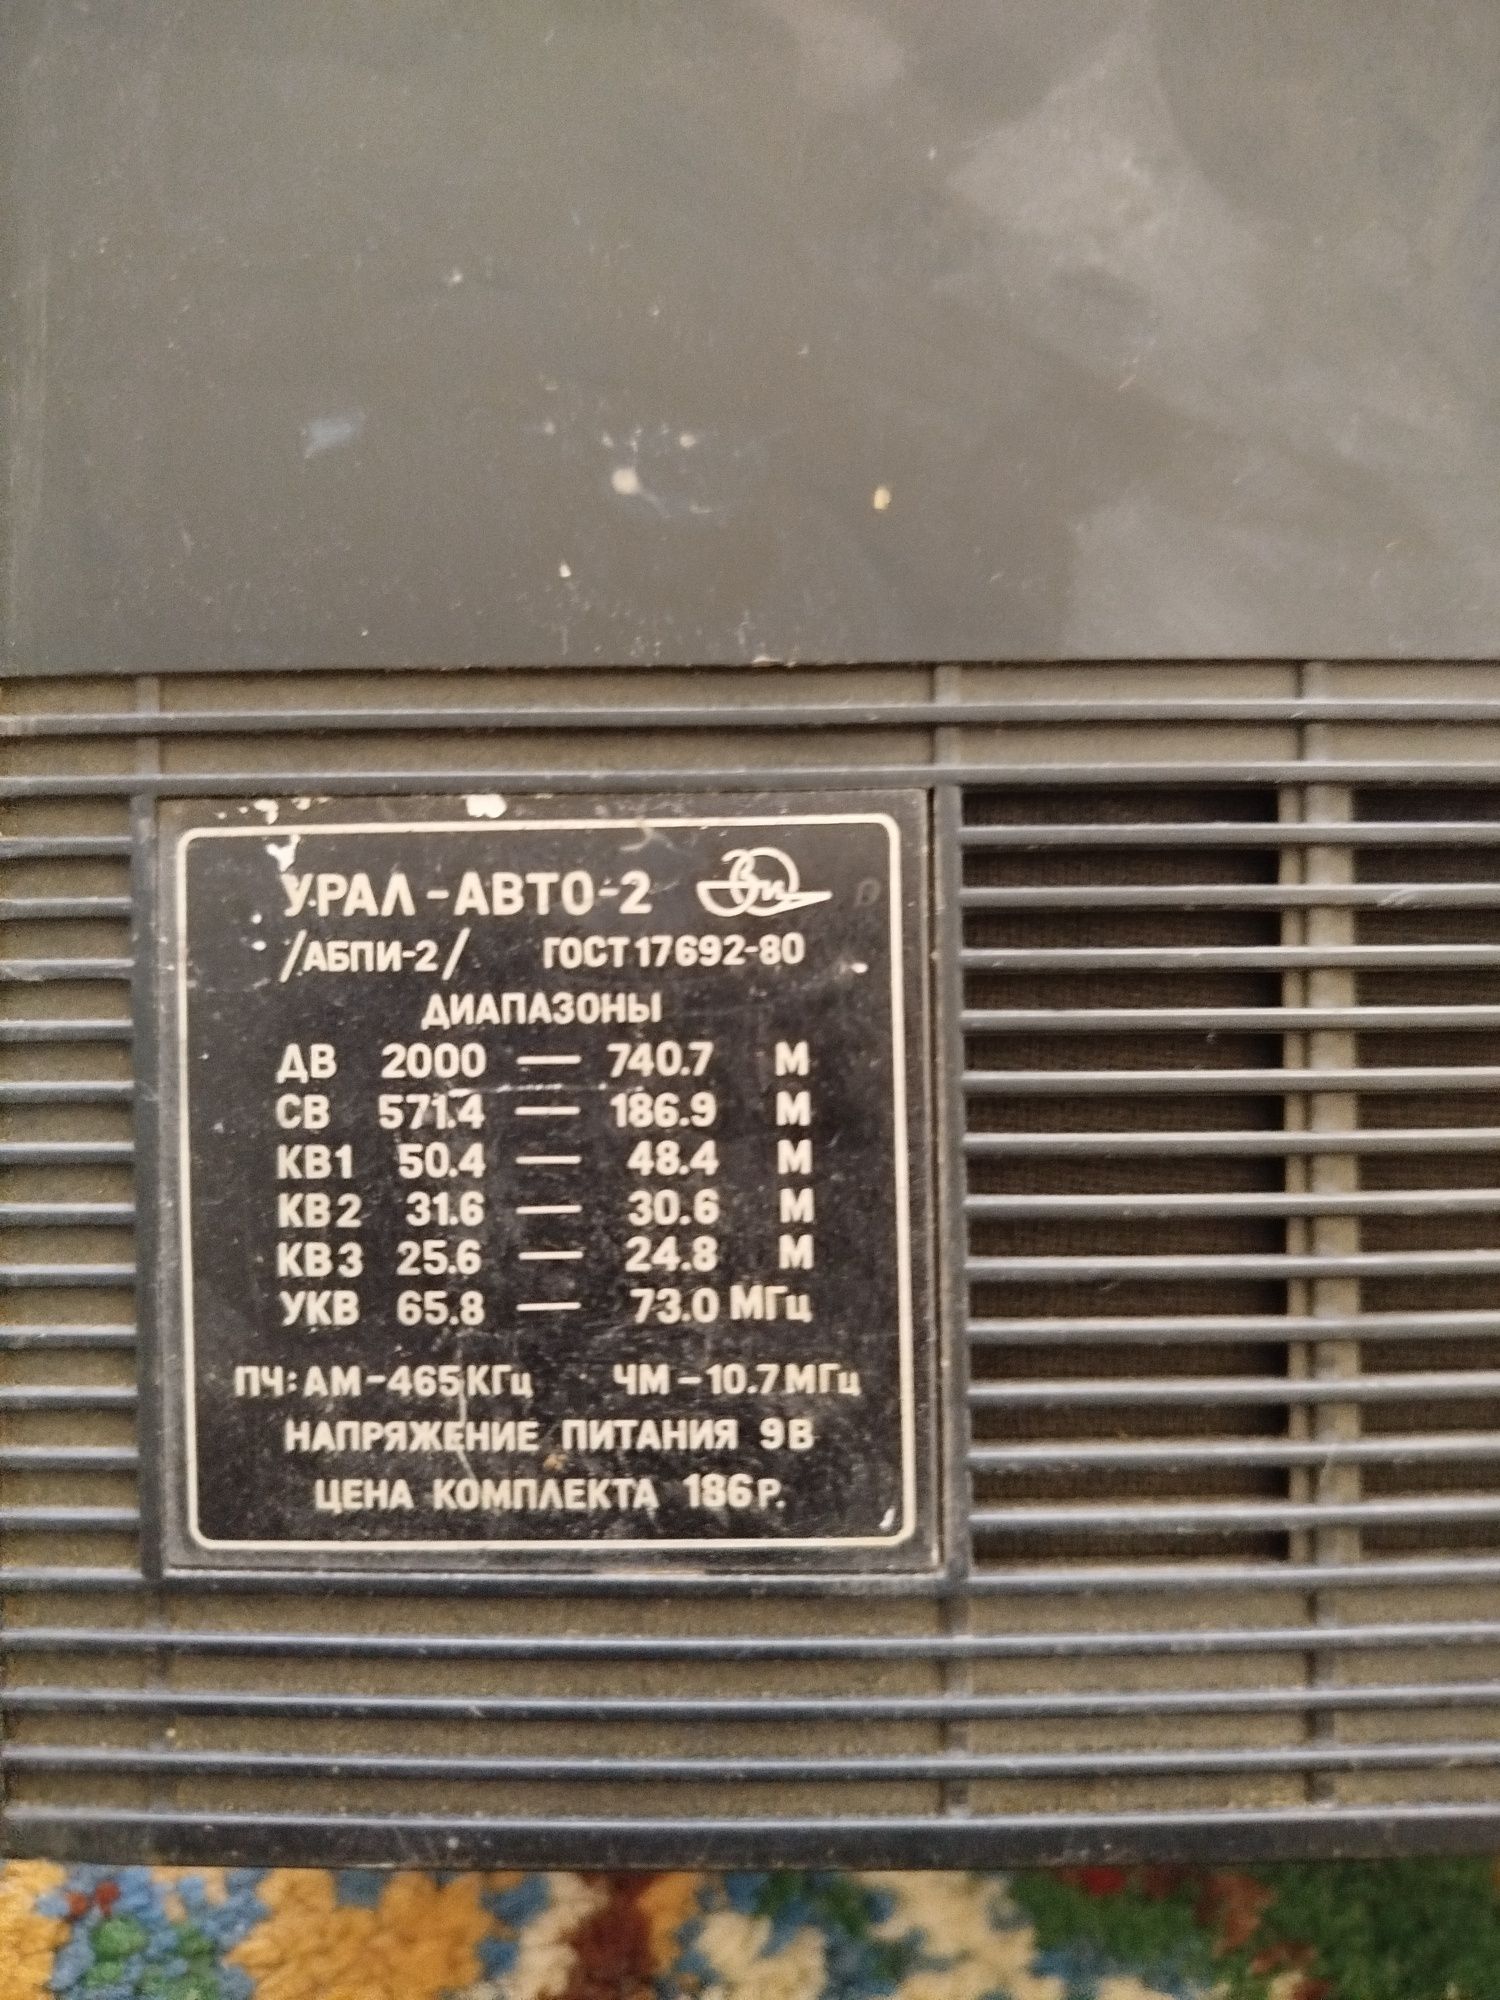 УРАЛ-АВТО-2
/АБПИ-2/ ГОСТ 17692-80
ДИАПАЗОНЫ
ДВ 2000 — 740.7 М
СВ 571.4 — 186.9 М
КВ1 50.4 — 48.4 М
КВ2 31.6 — 30.6 М
КВ3 25.6 — 24.8 М
УКВ 65.8 — 73.0 МГц
ПЧ: АМ-465 КГц ЧМ-10.7 МГц
НАПРЯЖЕНИЕ ПИТАНИЯ 9В
ЦЕНА КОМПЛЕКТА 186Р.